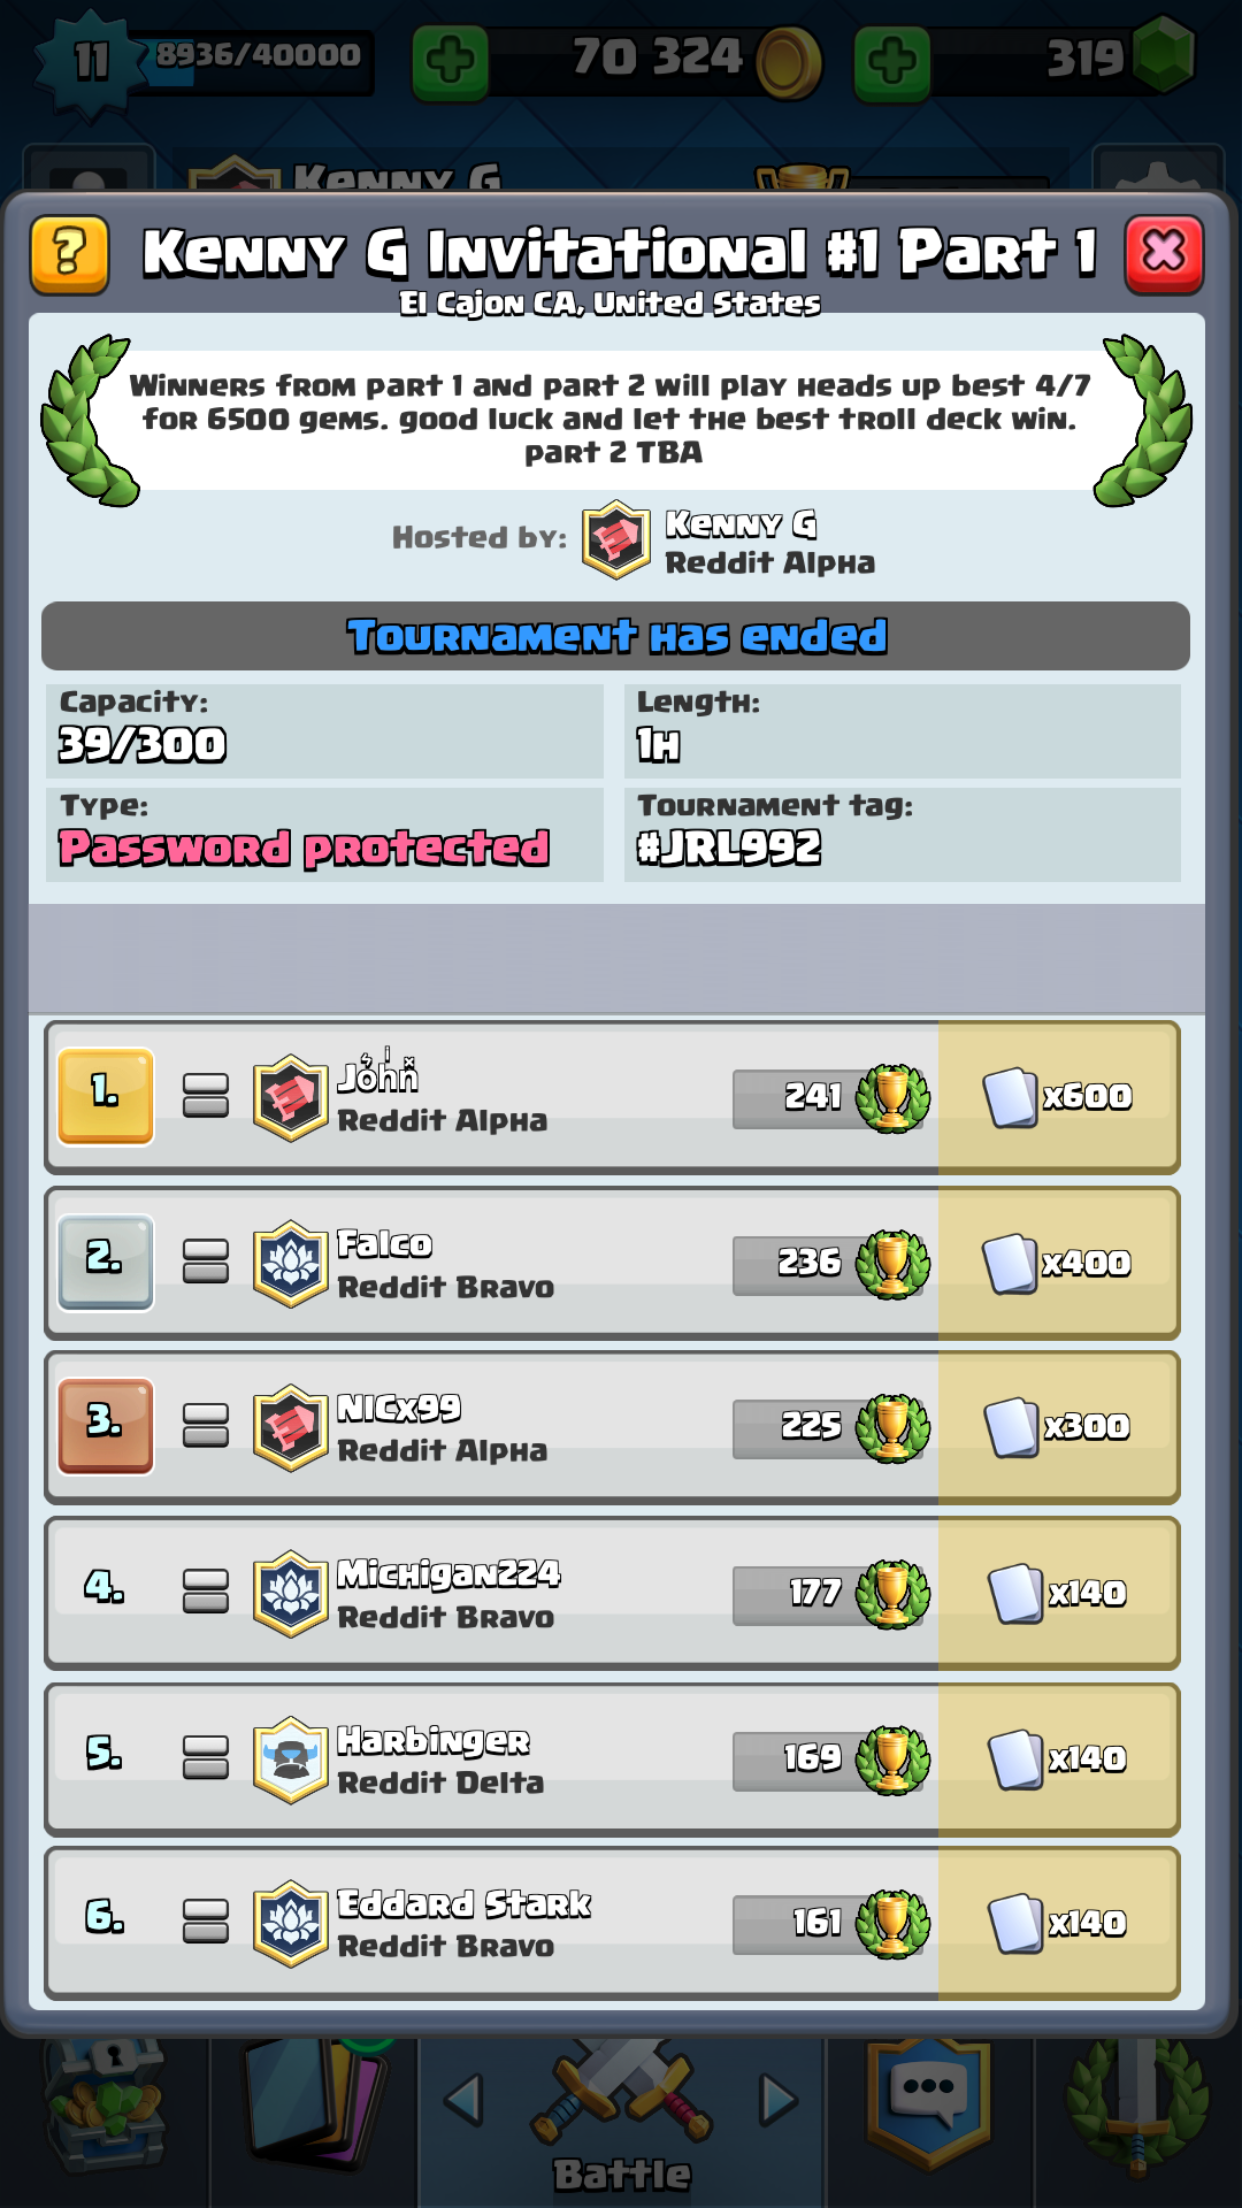 11
8936/40000
70 324
319
Kenny G
?
Kenny G Invitational #1 Part 1
El Cajon CA, United States
Winners from part 1 and part 2 will play heads up best 4/7
for 6500 gems. good luck and let the best troll deck win.
part 2 TBA
Hosted by:
Kenny G
Reddit Alpha
Tournament has ended
Capacity:
39/300
Length:
1h
Type:
Password protected
Tournament tag:
#JRL992
1.
Reddit Alpha
241
x600
2.
Falco
Reddit Bravo
236
x400
3.
NICx99
Reddit Alpha
225
x300
4.
Michigan224
Reddit Bravo
177
x140
5.
Harbinger
Reddit Delta
169
x140
6.
Eddard Stark
Reddit Bravo
161
x140
Battle